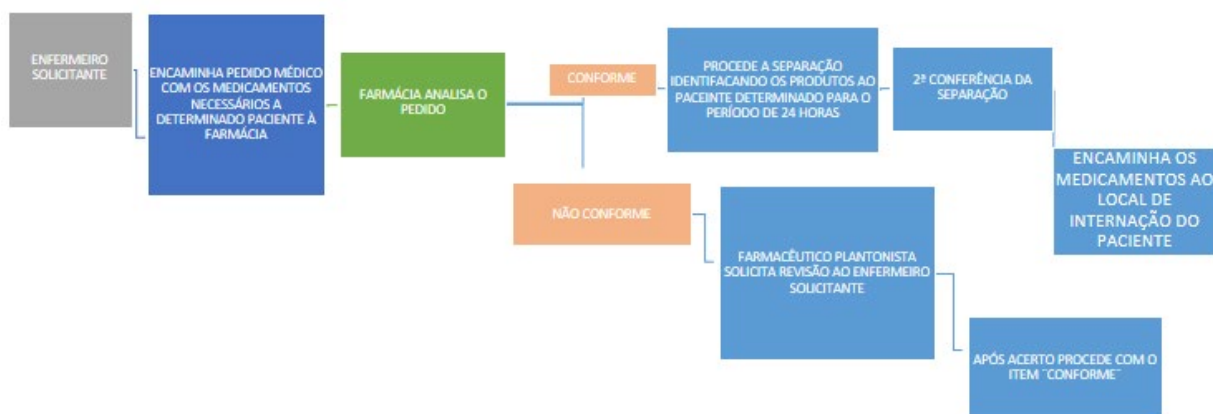 ENFERMEIRO
SOLICITANTE
ENCAMINHA PEDIDO MÉDICO
COM OS MEDICAMENTOS
NECESSÁRIOS A
DETERMINADO PACIENTE À
FARMÁCIA
FARMÁCIA ANALISA O
PEDIDO
CONFORME
PROCEDE A SEPARAÇÃO
IDENTIFACANDO OS PRODUTOS AO
PACEINTE DETERMINADO PARA O
PERÍODO DE 24 HORAS
2ª CONFERÊNCIA DA
SEPARAÇÃO
ENCAMINHA OS
MEDICAMENTOS AO
LOCAL DE
INTERNAÇÃO DO
PACIENTE
NÃO CONFORME
FARMACÊUTICO PLANTONISTA
SOLICITA REVISÃO AO ENFERMEIRO
SOLICITANTE
APÓS ACERTO PROCEDE COM O
ITEM ¨CONFORME¨